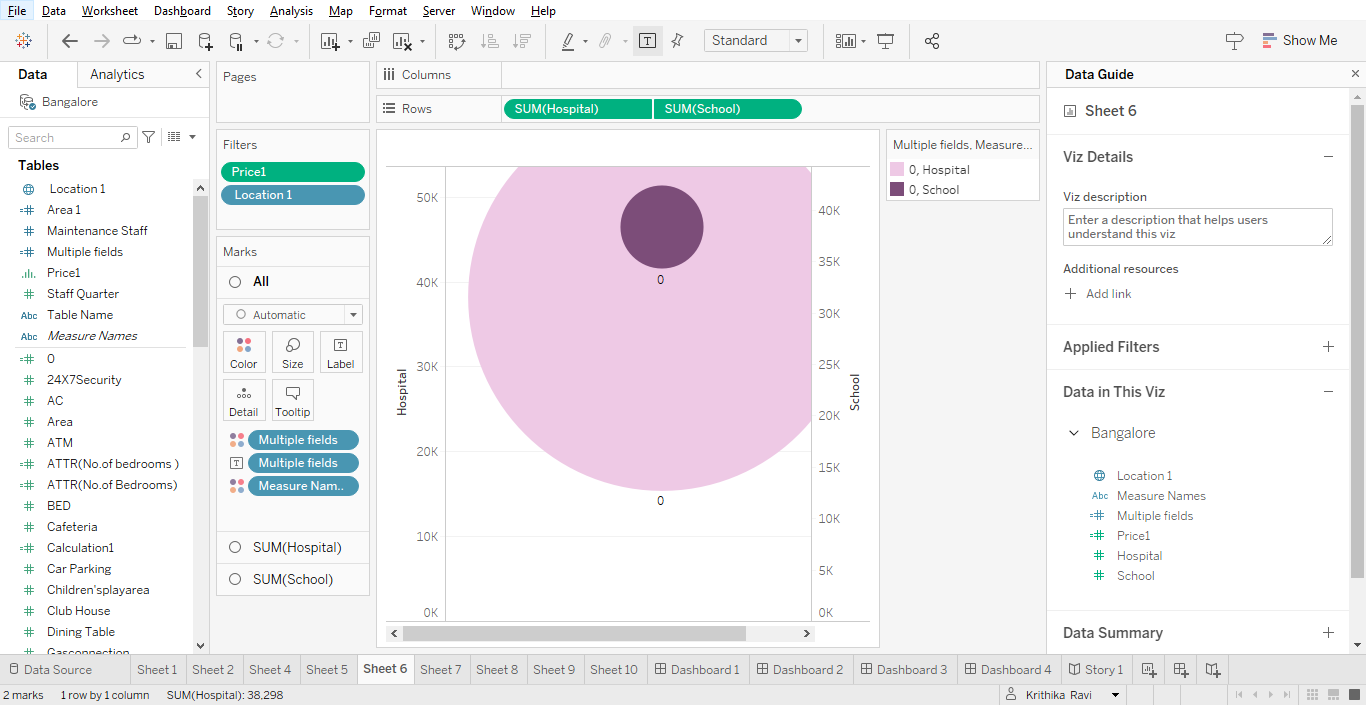 File Data Worksheet Dashboard Story Analysis Map Format Server Window Help
Standard
Show Me
Data Analytics
Bangalore
Search
Tables
Location 1
Area 1
Maintenance Staff
Multiple fields
Price1
Staff Quarter
Abc Table Name
Abc Measure Names
0
24X7Security
AC
Area
ATM
ATTR(No.of bedrooms )
ATTR(No.of Bedrooms)
BED
Cafeteria
Calculation1
Car Parking
Children'splayarea
Club House
Dining Table
Gasconnection
Pages
Filters
Price1
Location 1
Marks
All
Automatic
Color Size Label
Detail Tooltip
Multiple fields
Multiple fields
Measure Nam..
SUM(Hospital)
SUM(School)
Columns
Rows SUM(Hospital) SUM(School)
50K
40K
30K
20K
10K
0K
Hospital
0
0
40K
35K
30K
25K
20K
15K
10K
5K
0K
School
Multiple fields, Measure...
0, Hospital
0, School
Data Guide
Sheet 6
Viz Details
Viz description
Enter a description that helps users
understand this viz
Additional resources
Add link
Applied Filters
Data in This Viz
Bangalore
Location 1
Abc Measure Names
Multiple fields
Price1
Hospital
School
Data Summary
Data Source Sheet 1 Sheet 2 Sheet 4 Sheet 5 Sheet 6 Sheet 7 Sheet 8 Sheet 9 Sheet 10 Dashboard 1 Dashboard 2 Dashboard 3 Dashboard 4 Story 1
2 marks 1 row by 1 column SUM(Hospital): 38,298 Krithika Ravi